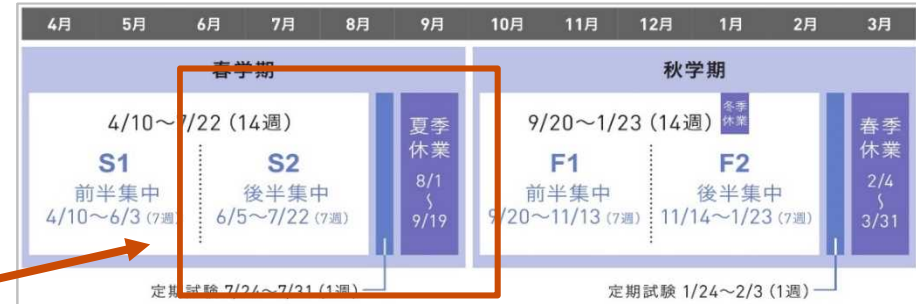 4月 5月 6月 7月 8月 9月 10月 11月 12月 1月 2月 3月
春学期
4/10～7/22 (14週)
S1
前半集中
4/10～6/3 (7週)
S2
後半集中
6/5～7/22 (7週)
夏季
休業
8/1
～
9/19
定期試験 7/24～7/31 (1週)
秋学期
9/20～1/23 (14週)
冬季
休業
F1
前半集中
9/20～11/13 (7週)
F2
後半集中
11/14～1/23 (7週)
春季
休業
2/4
～
3/31
定期試験 1/24～2/3 (1週)